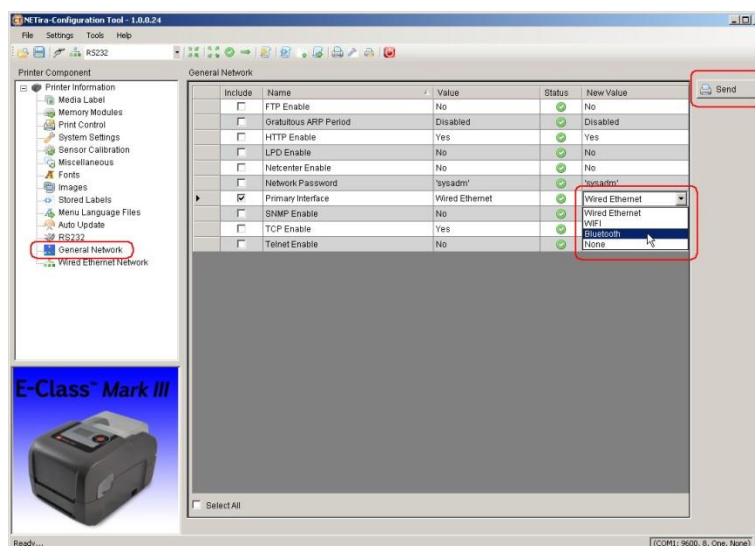 NETira-Configuration Tool - 1.0.0.24
File Settings Tools Help
RS232
Printer Component
General Network
Printer Information
Media Label
Memory Modules
Print Control
System Settings
Sensor Calibration
Miscellaneous
Fonts
Images
Stored Labels
Menu Language Files
Auto Update
RS232
General Network
Wired Ethernet Network
Include Name Value Status New Value
FTP Enable No No
Gratuitous ARP Period Disabled Disabled
HTTP Enable Yes Yes
LPD Enable No No
Netcenter Enable No No
Network Password 'sysadm' 'sysadm'
Primary Interface Wired Ethernet Wired Ethernet
SNMP Enable No
TCP Enable Yes
Telnet Enable No
Wired Ethernet
WIFI
Bluetooth
None
Send
E-Class™ Mark III
Select All
Ready...
(COM1: 9600, 8, One, None)